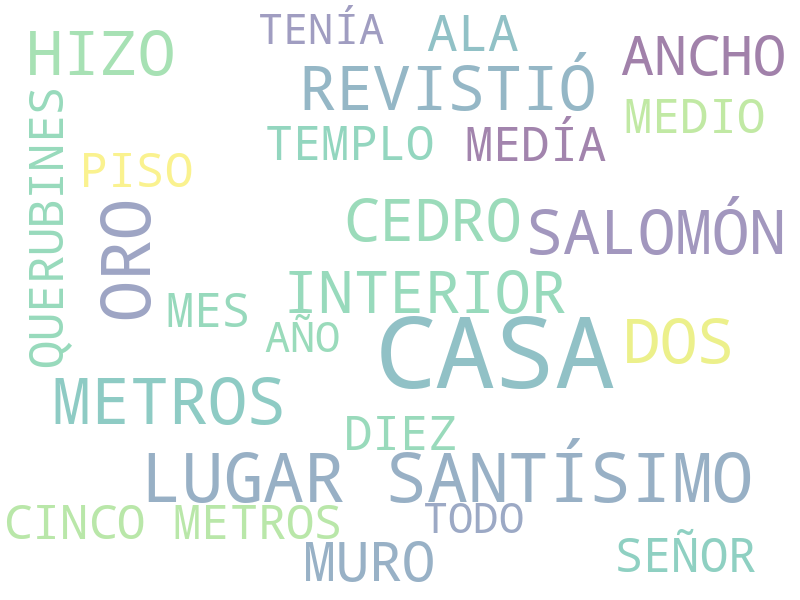 TENÍA
ALA
HIZO
ANCHO
REVISTIÓ
MEDIO
TEMPLO
MEDÍA
PISO
QUERUBINES
ORO
CEDRO
SALOMÓN
INTERIOR
MES
AÑO
CASA
DOS
METROS
DIEZ
LUGAR SANTÍSIMO
CINCO METROS
TODO
MURO
SEÑOR